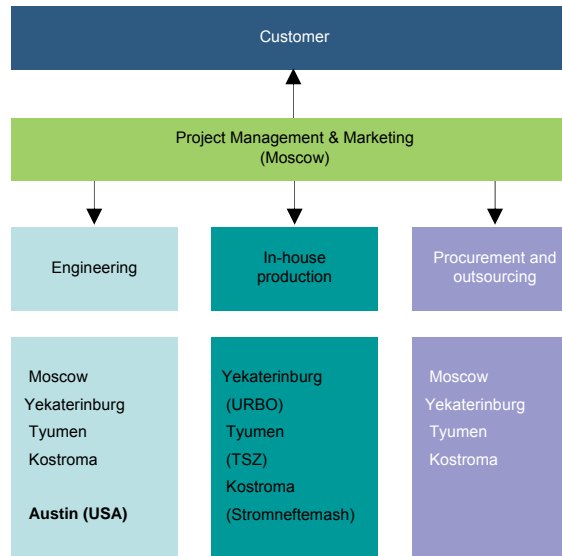 Customer
Project Management & Marketing
(Moscow)
Engineering
In-house
production
Procurement and
outsourcing
Moscow
Yekaterinburg
Tyumen
Kostroma
Austin (USA)
Yekaterinburg
(URBO)
Tyumen
(TSZ)
Kostroma
(Stromneftemash)
Moscow
Yekaterinburg
Tyumen
Kostroma